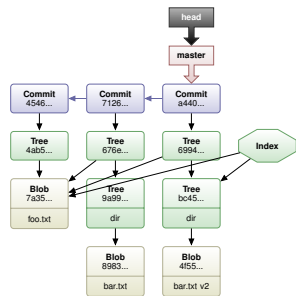 head
master
Commit
4546...
Commit
7126...
Commit
a440...
Tree
4ab5...
Tree
676e...
Tree
6994...
Index
Blob
7a35...
foo.txt
Tree
9a99...
dir
Tree
bc45...
dir
Blob
8983...
bar.txt
Blob
4f55...
bar.txt v2